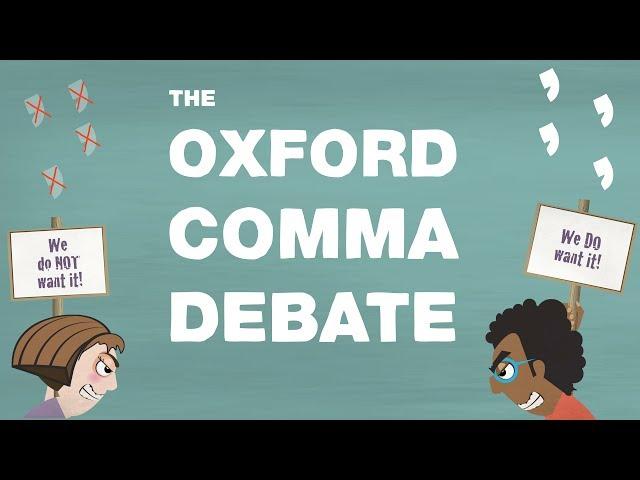 THE
OXFORD
COMMA
DEBATE
We
do NOT
want it!
We DO
want it!